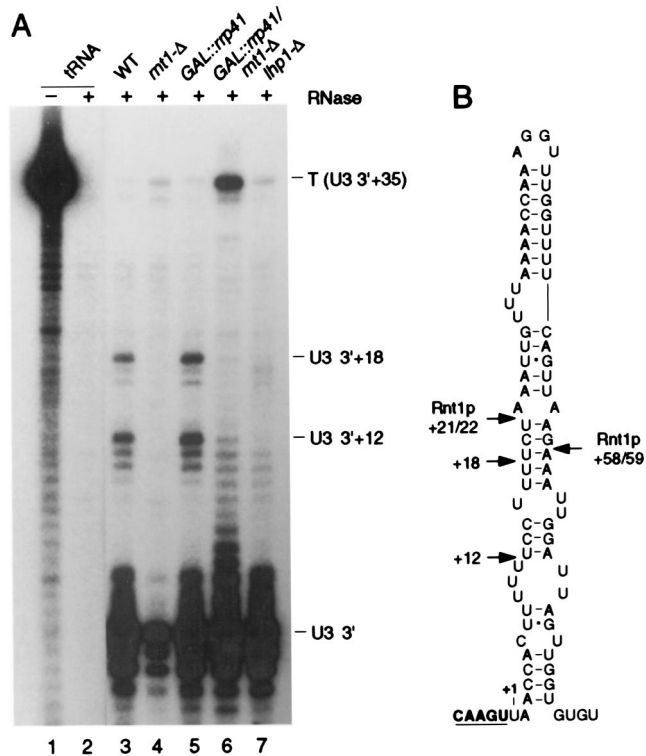 A
tRNA
WT
rnt1-Δ
GAL::rrp41
GAL::rrp41/
rnt1-Δ
lhp1-Δ
− + + + + + + RNase
T (U3 3'+35)
U3 3'+18
U3 3'+12
U3 3'
1 2 3 4 5 6 7
B
G G
A U
A–U
A–U
C–G
C–G
A–U
A–U
A–U
A–U
U
U
U
G–C
U–A
U•G
A–U
A–U
A A
Rnt1p
+21/22
U–A
C–G
U–A
Rnt1p
+58/59
+18
U–A
U–A
U U
U
C–G
C–G
+12
U–A
U U
U U
U
U–A
U•G
C U
A–U
C–G
C–G
+1
CAAGUUA GUGU